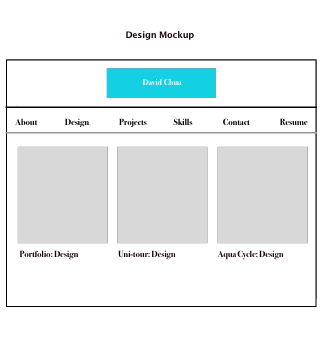 Design Mockup
David Chua
About Design Projects Skills Contact Resume
Portfolio: Design Uni-tour: Design Aqua Cycle: Design